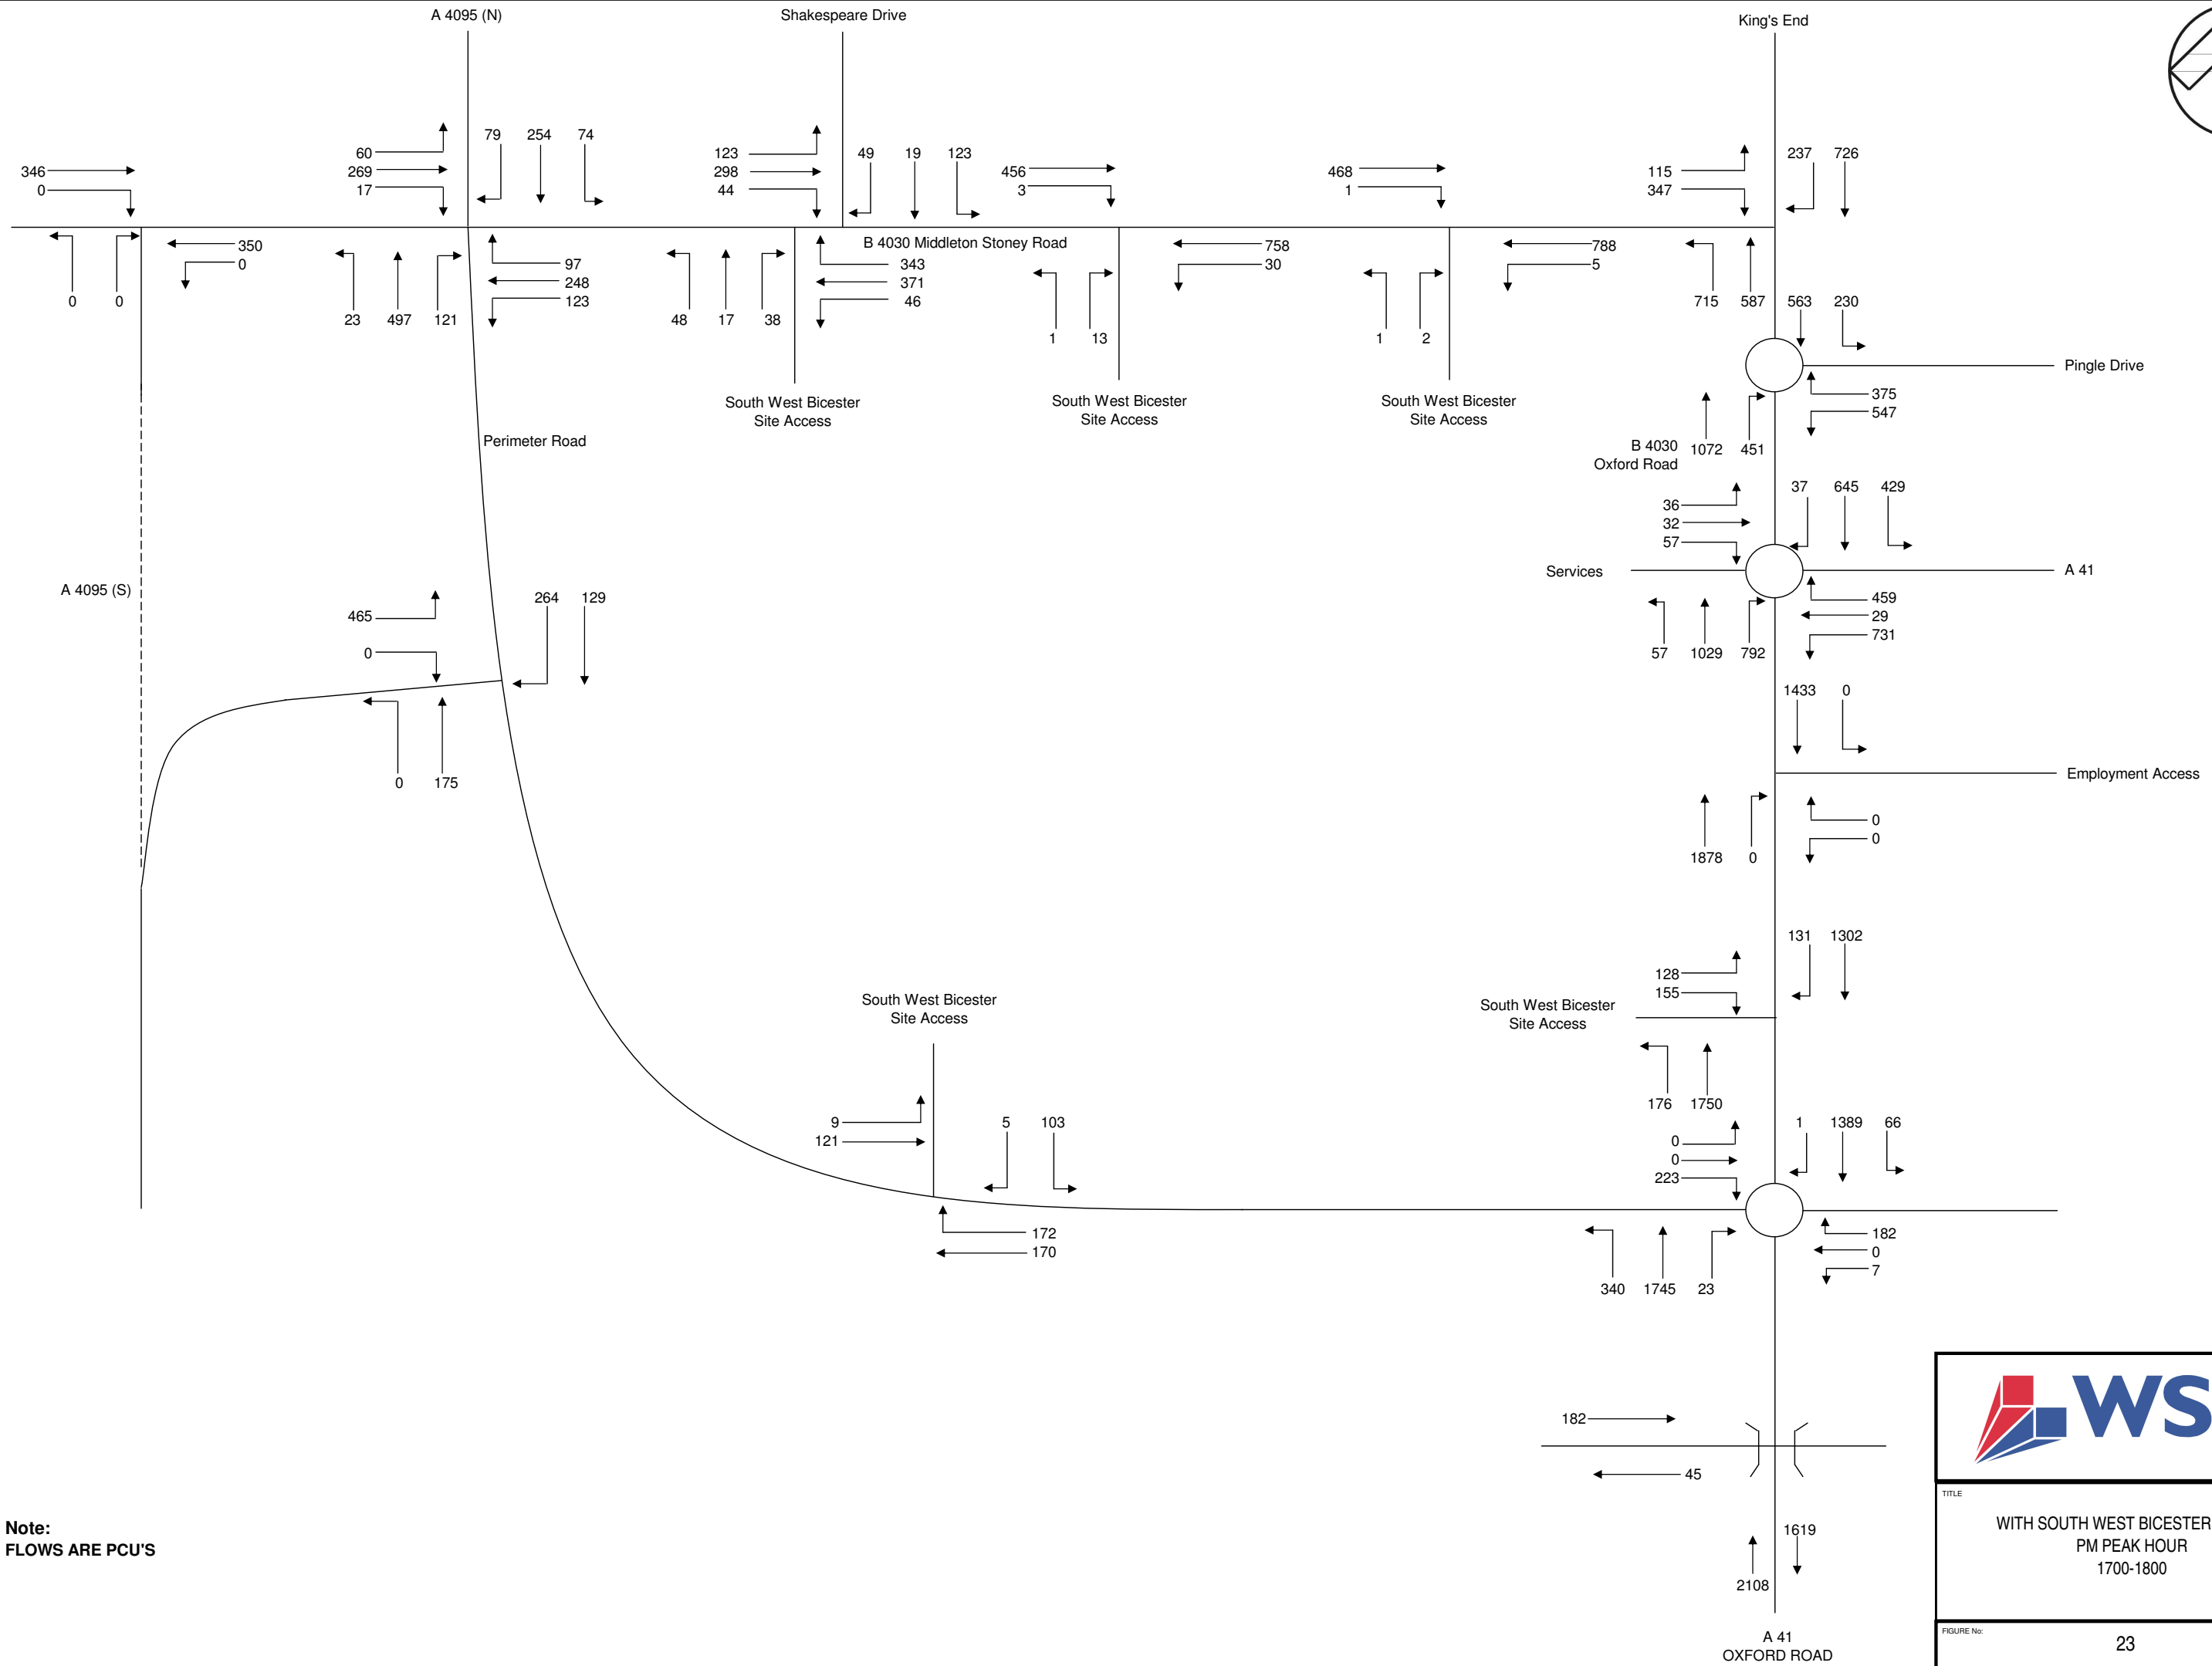 A 4095 (N)
Shakespeare Drive
King's End
60
269
17
79 254 74
123
298
44
49 19 123
456
3
468
1
115
347
237 726
346
0
0 0
350
0
23 497 121
97
248
123
48 17 38
B 4030 Middleton Stoney Road
343
371
46
1 13
758
30
1 2
788
5
715 587 563 230
South West Bicester
Site Access
South West Bicester
Site Access
South West Bicester
Site Access
Pingle Drive
375
547
B 4030
Oxford Road
1072 451
Perimeter Road
36
32
57
37 645 429
Services
A 41
459
29
731
57 1029 792
A 4095 (S)
465
0
264 129
0 175
1433 0
Employment Access
0
0
1878 0
131 1302
128
155
South West Bicester
Site Access
South West Bicester
Site Access
176 1750
9
121
5 103
172
170
0
0
223
1 1389 66
182
0
7
340 1745 23
182
45
1619
2108
A 41
OXFORD ROAD
Note:
FLOWS ARE PCU'S
WS
TITLE
WITH SOUTH WEST BICESTER
PM PEAK HOUR
1700-1800
FIGURE No:
23